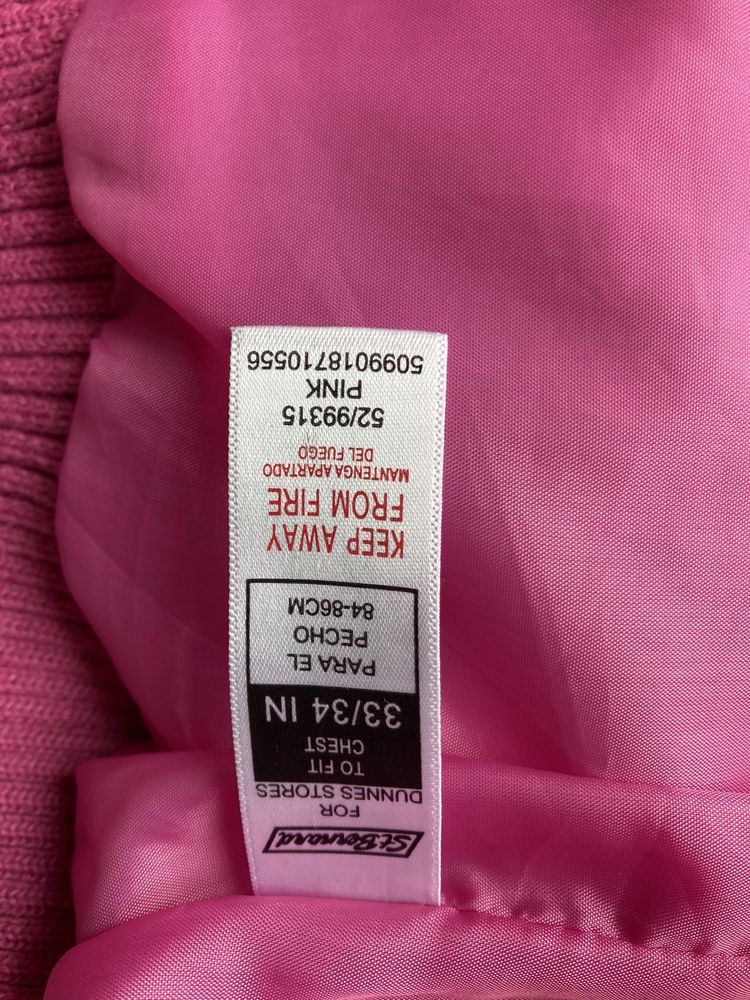 St Bernard
FOR
DUNNES STORES
TO FIT
CHEST
33/34 IN
PARA EL
PECHO
84-86CM
KEEP AWAY
FROM FIRE
MANTENGA APARTADO
DEL FUEGO
52/99315
PINK
5099018710556